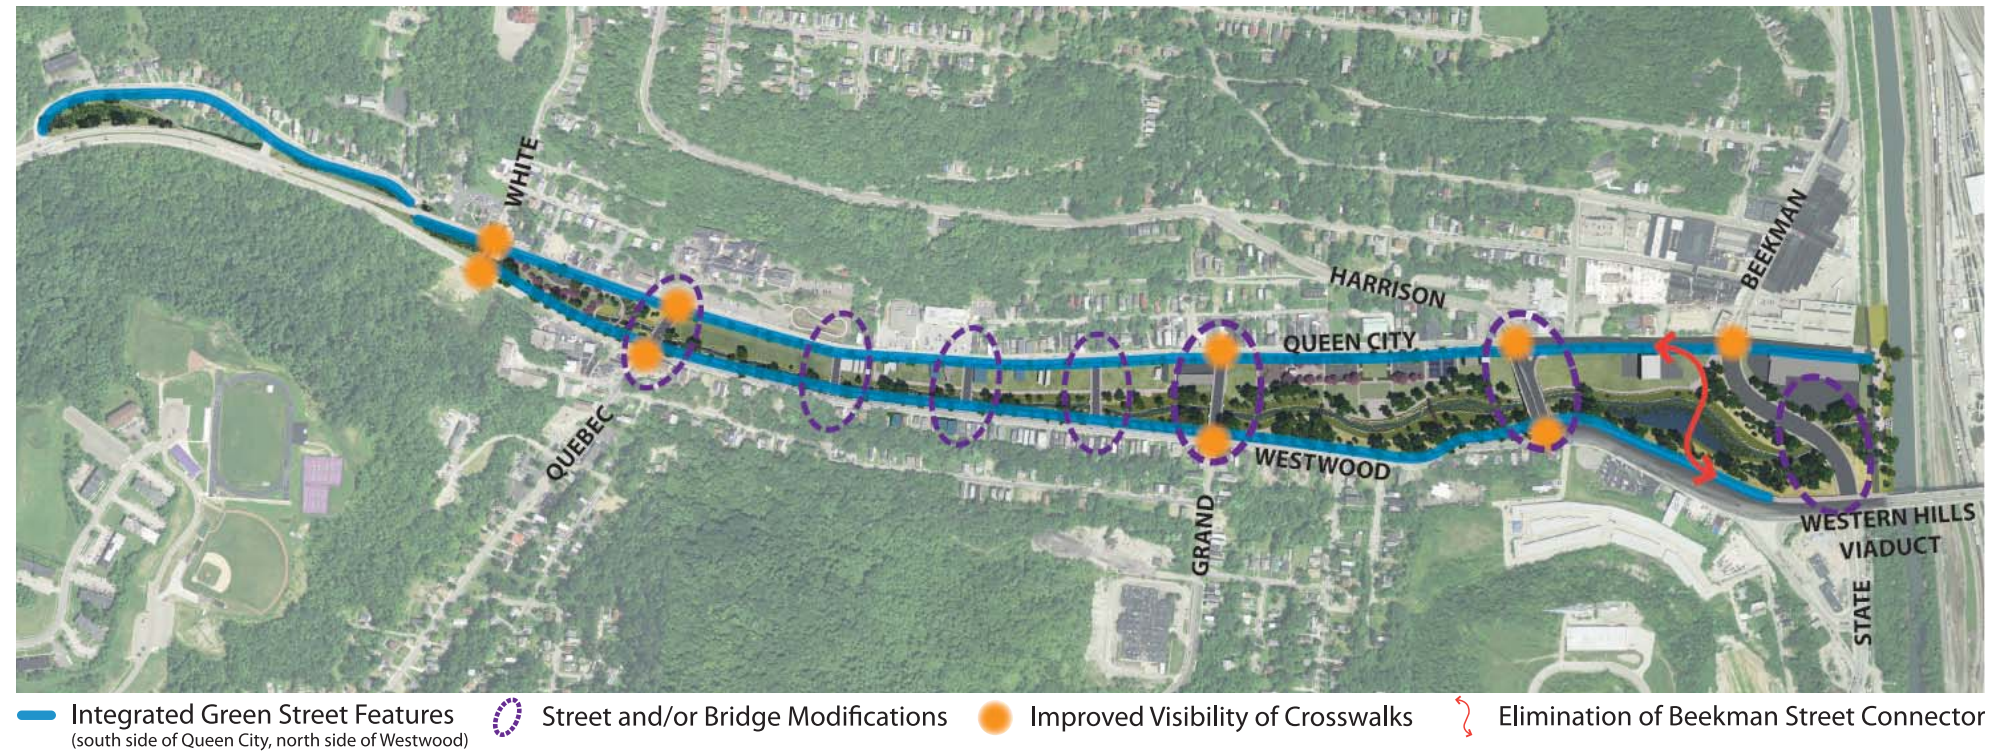 WHITE
BEEKMAN
HARRISON
QUEEN CITY
QUEBEC
WESTWOOD
GRAND
WESTERN HILLS
VIADUCT
STATE
Integrated Green Street Features
(south side of Queen City, north side of Westwood)
Street and/or Bridge Modifications
Improved Visibility of Crosswalks
Elimination of Beekman Street Connector